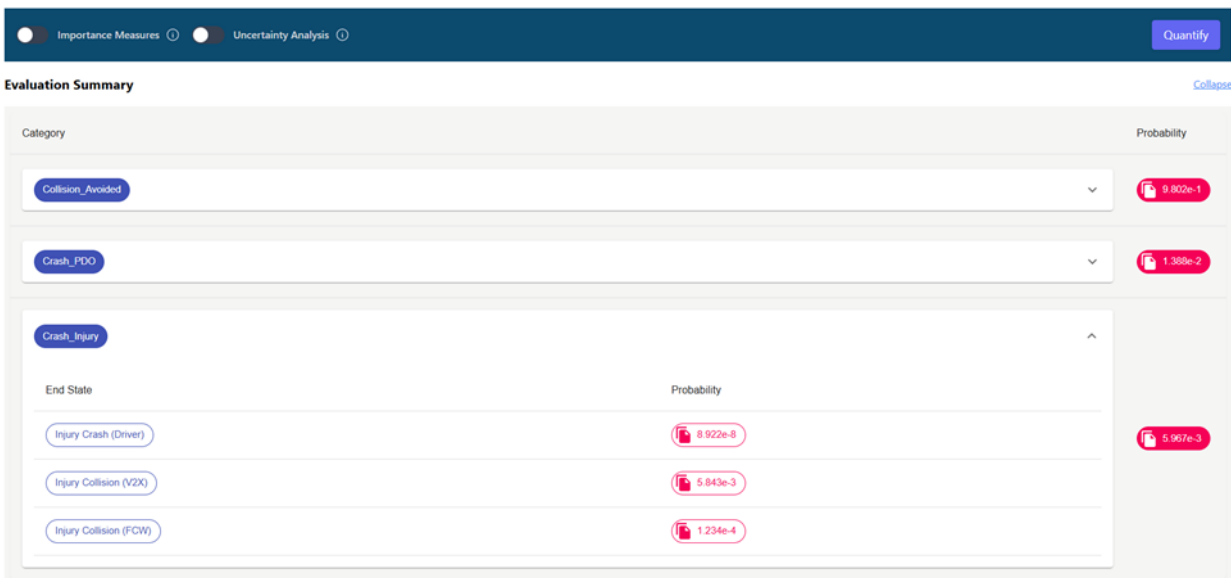 Importance Measures Uncertainty Analysis Quantify
Evaluation Summary Collapse
Category Probability
Collision_Avoided 9.802e-1
Crash_PDO 1.388e-2
Crash_Injury
End State Probability
Injury Crash (Driver) 8.922e-8
5.967e-3
Injury Collision (V2X) 5.843e-3
Injury Collision (FCW) 1.234e-4